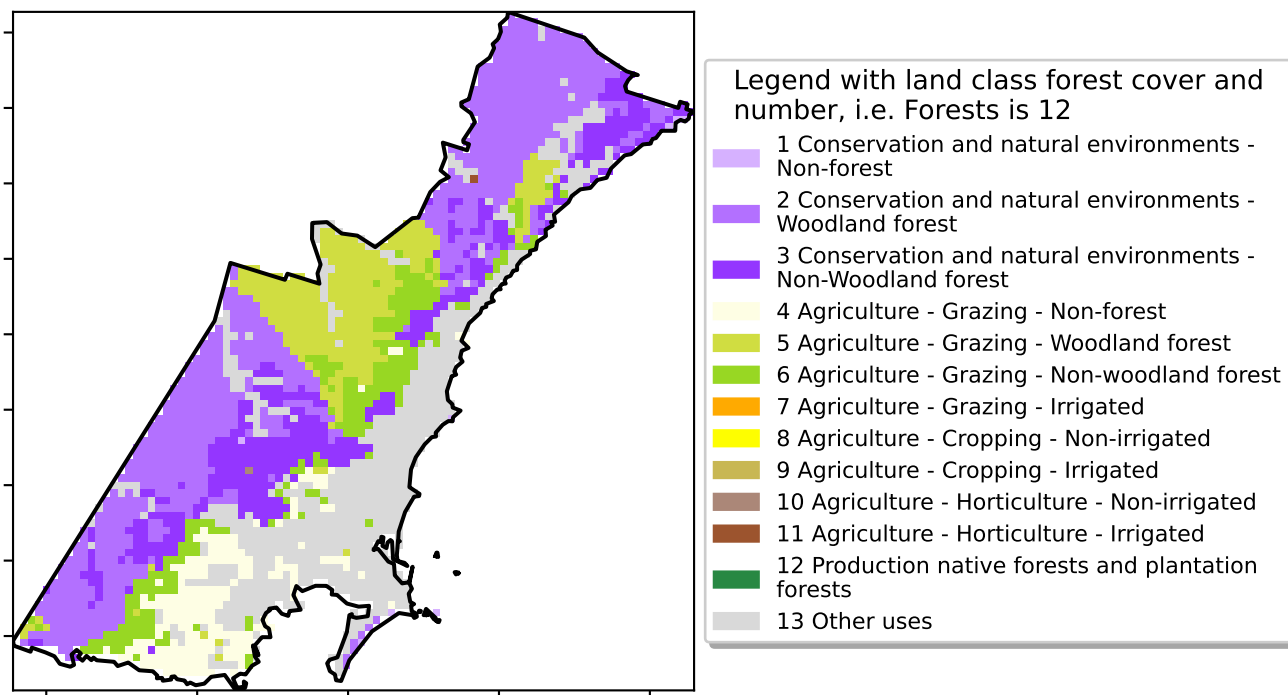 Legend with land class forest cover and
number, i.e. Forests is 12
1 Conservation and natural environments -
Non-forest
2 Conservation and natural environments -
Woodland forest
3 Conservation and natural environments -
Non-Woodland forest
4 Agriculture - Grazing - Non-forest
5 Agriculture - Grazing - Woodland forest
6 Agriculture - Grazing - Non-woodland forest
7 Agriculture - Grazing - Irrigated
8 Agriculture - Cropping - Non-irrigated
9 Agriculture - Cropping - Irrigated
10 Agriculture - Horticulture - Non-irrigated
11 Agriculture - Horticulture - Irrigated
12 Production native forests and plantation
forests
13 Other uses